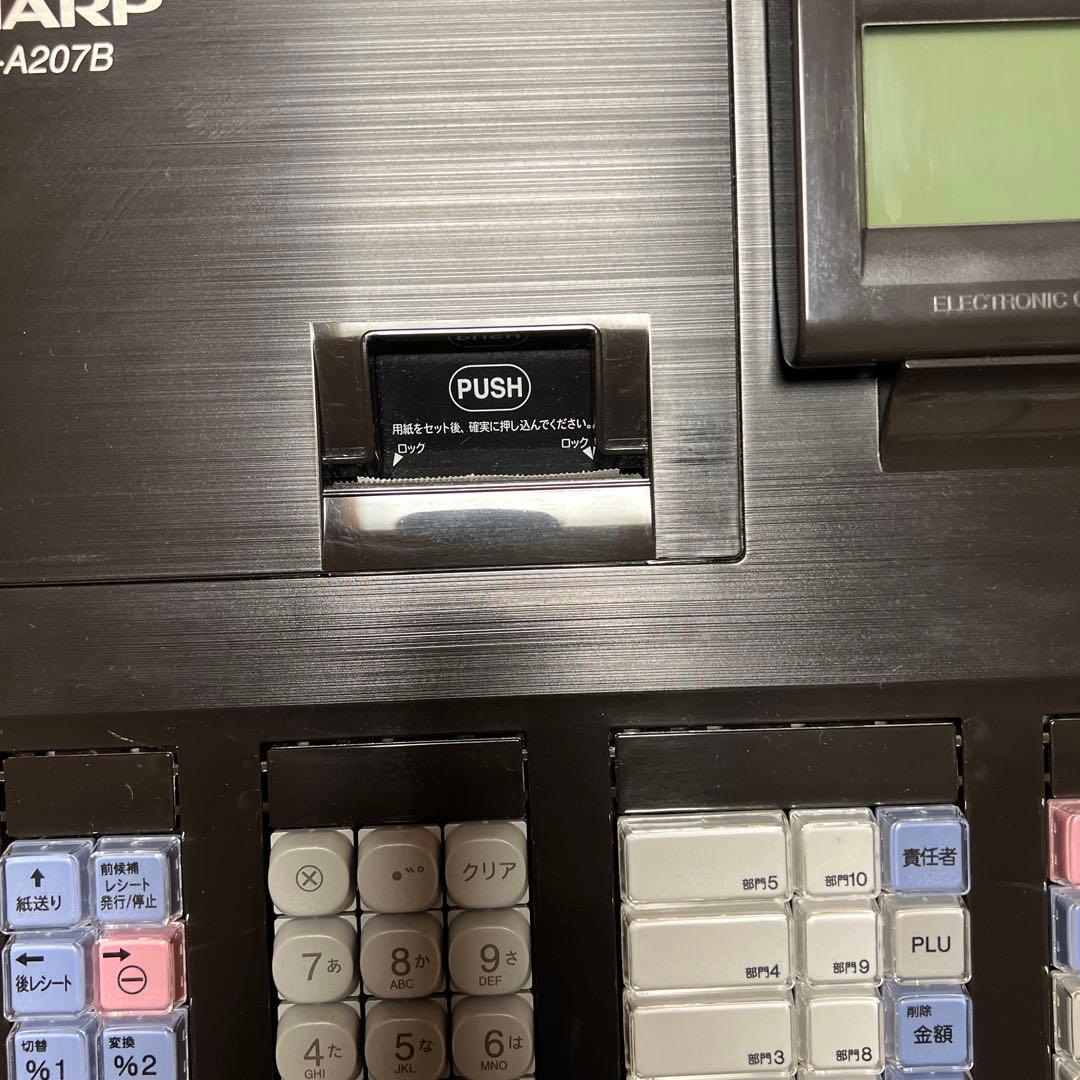 ARP
-A207B
ELECTRONIC
PUSH
用紙をセット後、確実に押し込んでください。
ロック
ロック
↑
紙送り
前候補
レシート
発行/停止
←
後レシート
→
⊖
切替
%1
変換
%2
⊗
•゛゜
クリア
7あ
8か
ABC
9さ
DEF
4た
GHI
5な
JKL
6は
MNO
部門5
部門10
責任者
部門4
部門9
PLU
部門3
部門8
削除
金額